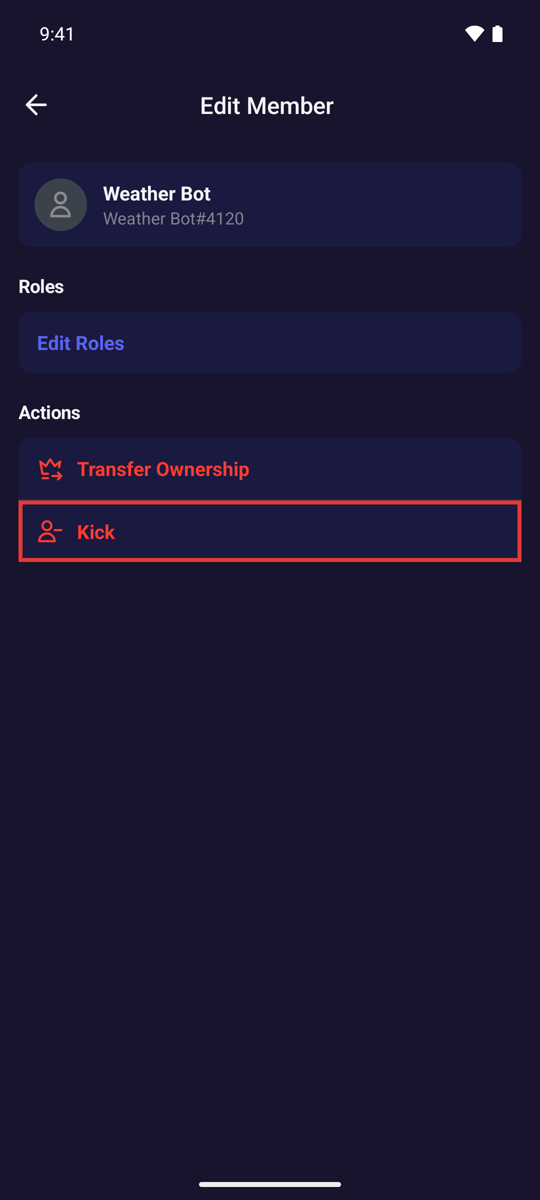 9:41
Edit Member
Weather Bot
Weather Bot#4120
Roles
Edit Roles
Actions
Transfer Ownership
Kick